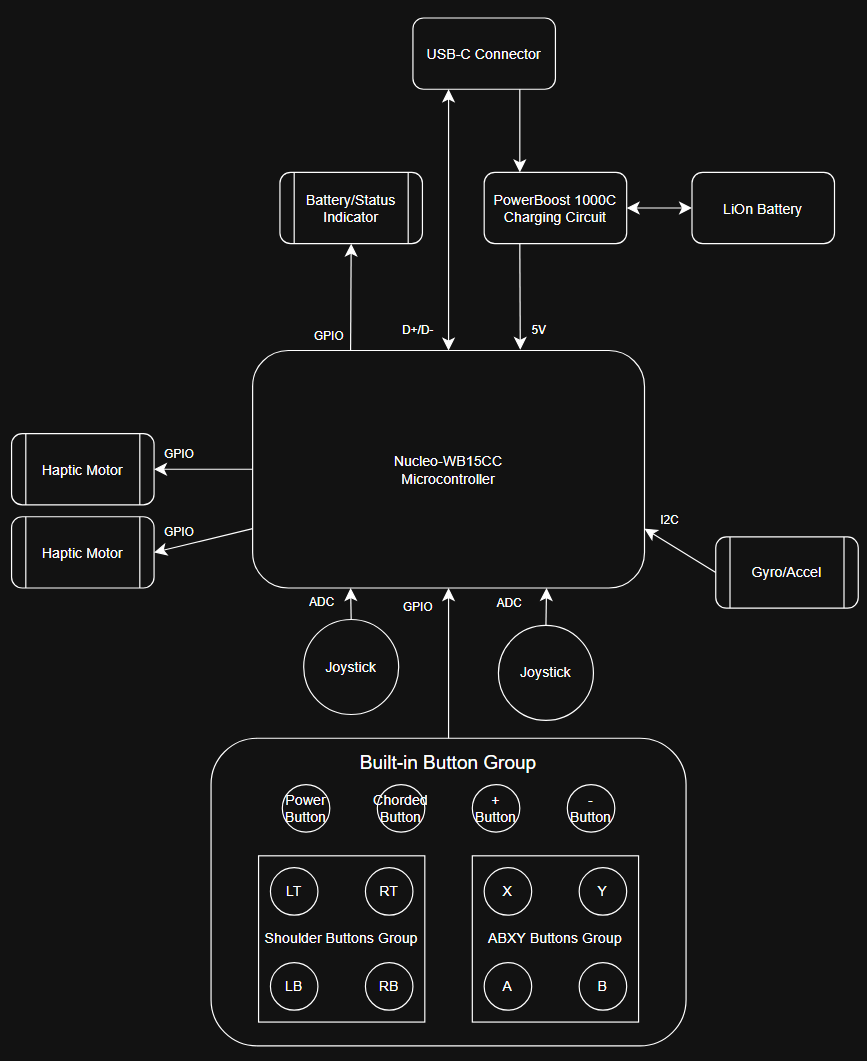 USB-C Connector
Battery/Status
Indicator
PowerBoost 1000C
Charging Circuit
LiOn Battery
GPIO
D+/D-
5V
Nucleo-WB15CC
Microcontroller
GPIO
Haptic Motor
GPIO
Haptic Motor
I2C
Gyro/Accel
ADC
GPIO
ADC
Joystick
Joystick
Built-in Button Group
Power
Button
Chorded
Button
+
Button
-
Button
LT
RT
Shoulder Buttons Group
LB
RB
X
Y
ABXY Buttons Group
A
B